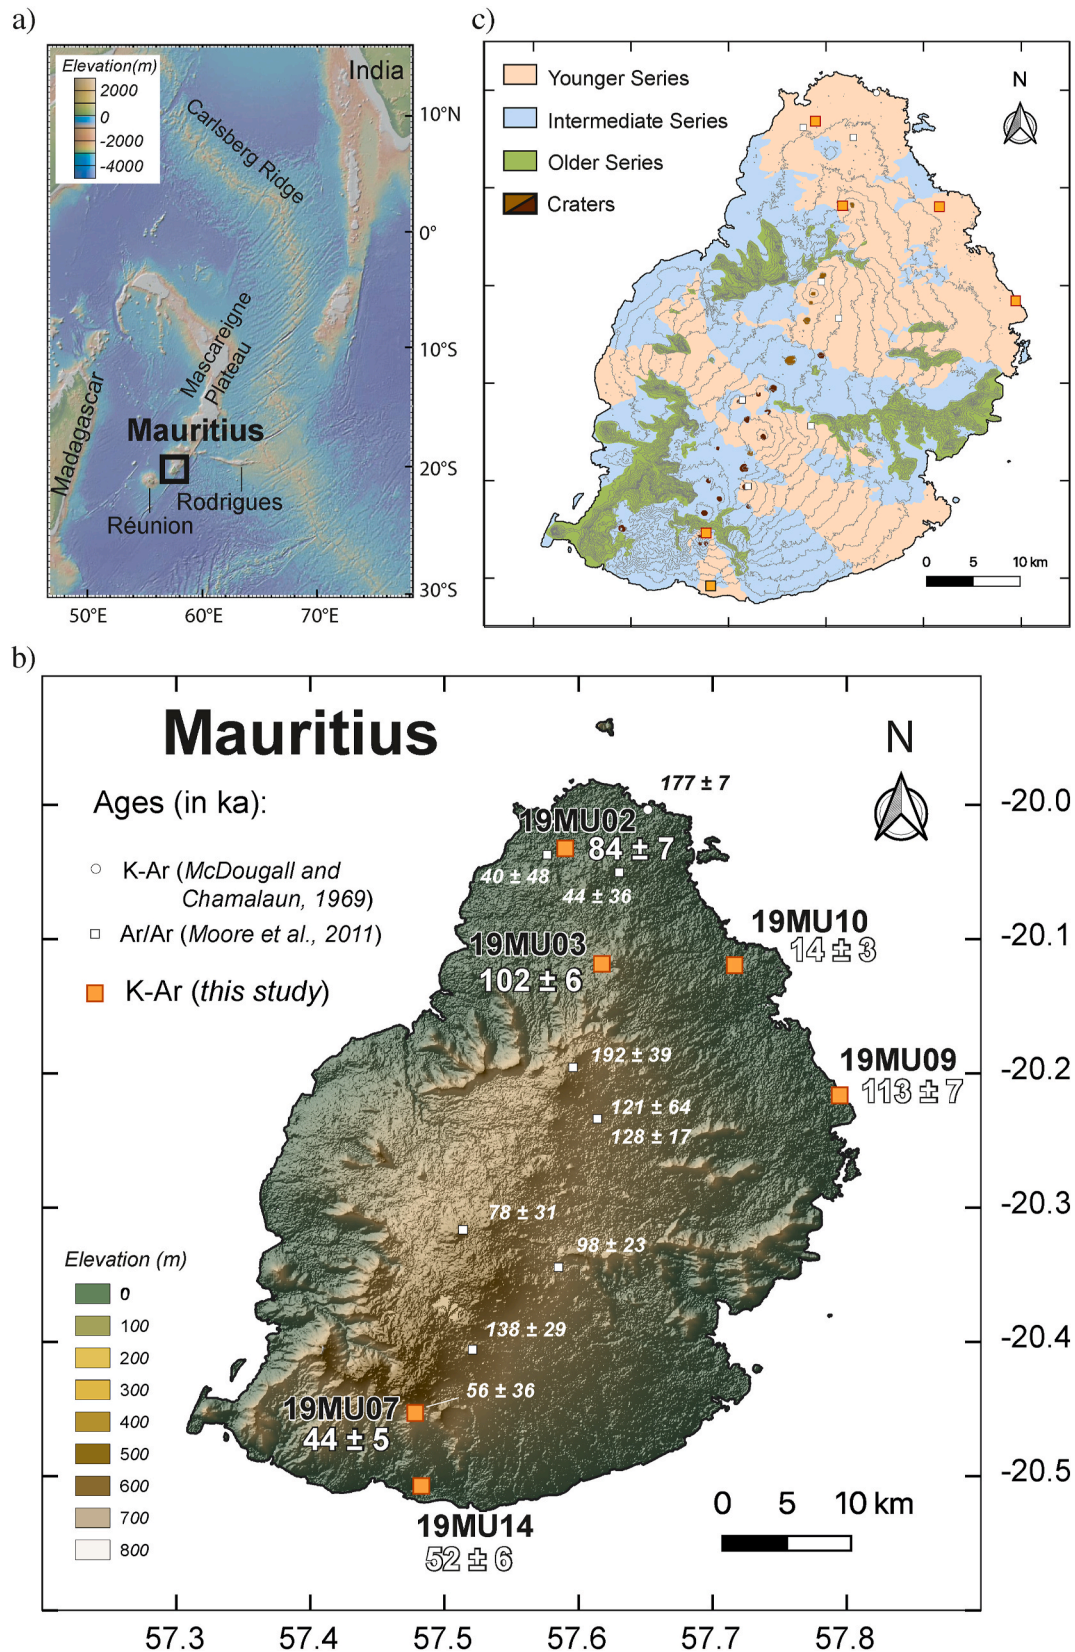 a)
Elevation(m)
2000
0
-2000
-4000
India
Carlsberg Ridge
Mascareigne
Plateau
Madagascar
Mauritius
Rodrigues
Réunion
10°N
0°
10°S
20°S
30°S
50°E
60°E
70°E
c)
Younger Series
Intermediate Series
Older Series
Craters
N
0 5 10 km
b)
Mauritius
Ages (in ka):
K-Ar (McDougall and
Chamalaun, 1969)
Ar/Ar (Moore et al., 2011)
K-Ar (this study)
N
177 ± 7
19MU02
84 ± 7
40 ± 48
44 ± 36
19MU03
102 ± 6
19MU10
14 ± 3
192 ± 39
19MU09
113 ± 7
121 ± 64
128 ± 17
78 ± 31
98 ± 23
138 ± 29
56 ± 36
19MU07
44 ± 5
19MU14
52 ± 6
Elevation (m)
0
100
200
300
400
500
600
700
800
0 5 10 km
-20.0
-20.1
-20.2
-20.3
-20.4
-20.5
57.3
57.4
57.5
57.6
57.7
57.8